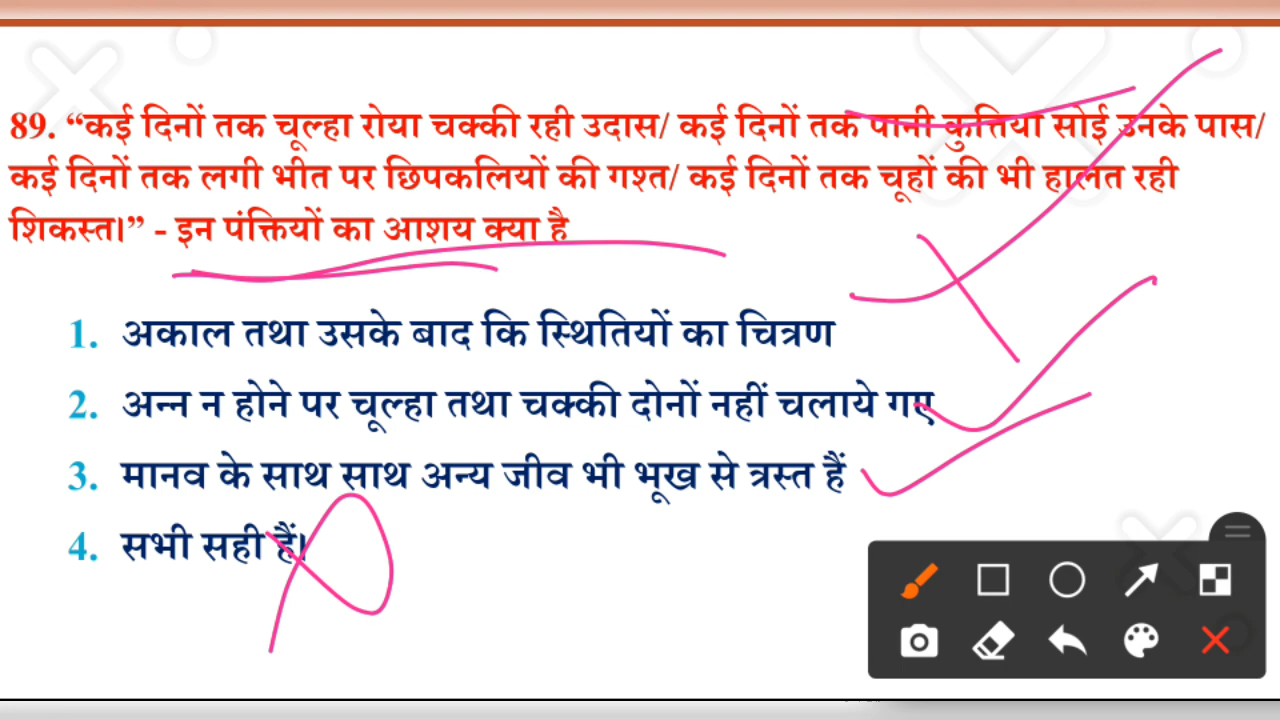 89. “कई दिनों तक चूल्हा रोया चक्की रही उदास/ कई दिनों तक पानी कुत्तिया सोई उनके पास/
कई दिनों तक लगी भीत पर छिपकलियों की गश्त/ कई दिनों तक चूहों की भी हालत रही
शिकस्त।” - इन पंक्तियों का आशय क्या है
1. अकाल तथा उसके बाद कि स्थितियों का चित्रण
2. अन्न न होने पर चूल्हा तथा चक्की दोनों नहीं चलाये गए
3. मानव के साथ साथ अन्य जीव भी भूख से त्रस्त हैं
4. सभी सही हैं।